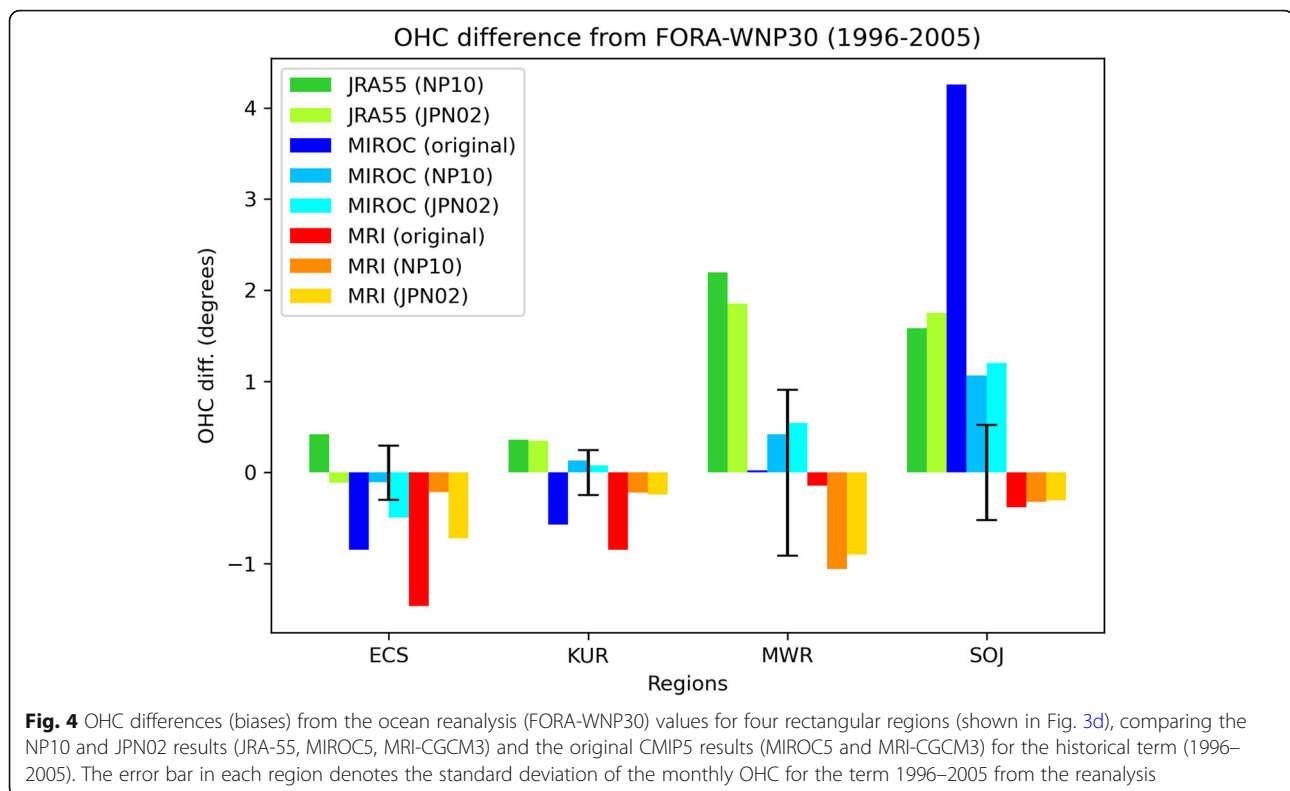 OHC difference from FORA-WNP30 (1996-2005)
JRA55 (NP10)
JRA55 (JPN02)
MIROC (original)
MIROC (NP10)
MIROC (JPN02)
MRI (original)
MRI (NP10)
MRI (JPN02)
OHC diff. (degrees)
4
3
2
1
0
−1
ECS KUR MWR SOJ
Regions
Fig. 4 OHC differences (biases) from the ocean reanalysis (FORA-WNP30) values for four rectangular regions (shown in Fig. 3d), comparing the
NP10 and JPN02 results (JRA-55, MIROC5, MRI-CGCM3) and the original CMIP5 results (MIROC5 and MRI-CGCM3) for the historical term (1996–
2005). The error bar in each region denotes the standard deviation of the monthly OHC for the term 1996–2005 from the reanalysis